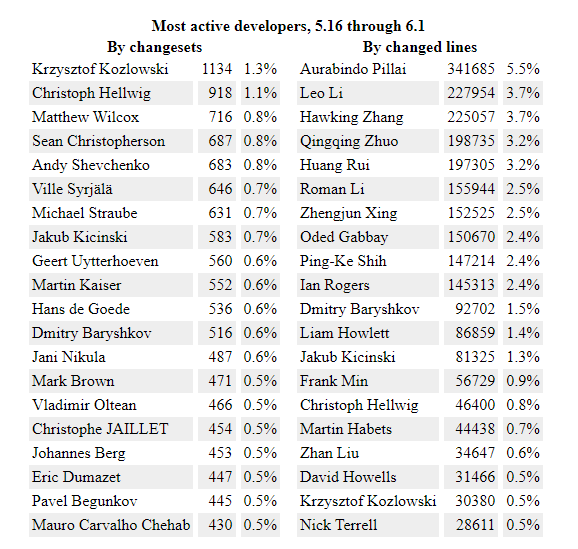 Most active developers, 5.16 through 6.1
By changesets By changed lines
Krzysztof Kozlowski 1134 1.3% Aurabindo Pillai 341685 5.5%
Christoph Hellwig 918 1.1% Leo Li 227954 3.7%
Matthew Wilcox 716 0.8% Hawking Zhang 225057 3.7%
Sean Christopherson 687 0.8% Qingqing Zhuo 198735 3.2%
Andy Shevchenko 683 0.8% Huang Rui 197305 3.2%
Ville Syrjälä 646 0.7% Roman Li 155944 2.5%
Michael Straube 631 0.7% Zhengjun Xing 152525 2.5%
Jakub Kicinski 583 0.7% Oded Gabbay 150670 2.4%
Geert Uytterhoeven 560 0.6% Ping-Ke Shih 147214 2.4%
Martin Kaiser 552 0.6% Ian Rogers 145313 2.4%
Hans de Goede 536 0.6% Dmitry Baryshkov 92702 1.5%
Dmitry Baryshkov 516 0.6% Liam Howlett 86859 1.4%
Jani Nikula 487 0.6% Jakub Kicinski 81325 1.3%
Mark Brown 471 0.5% Frank Min 56729 0.9%
Vladimir Oltean 466 0.5% Christoph Hellwig 46400 0.8%
Christophe JAILLET 454 0.5% Martin Habets 44438 0.7%
Johannes Berg 453 0.5% Zhan Liu 34647 0.6%
Eric Dumazet 447 0.5% David Howells 31466 0.5%
Pavel Begunkov 445 0.5% Krzysztof Kozlowski 30380 0.5%
Mauro Carvalho Chehab 430 0.5% Nick Terrell 28611 0.5%